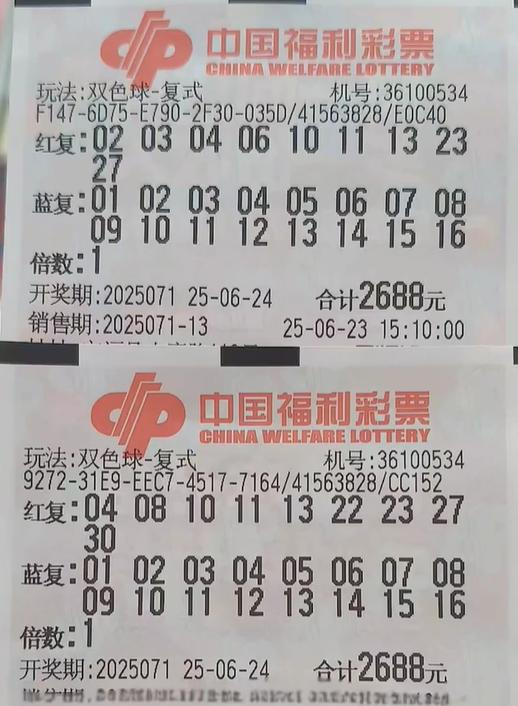 中国福利彩票
CHINA WELFARE LOTTERY
玩法:双色球-复式 机号:36100534
F147-6D75-E790-2F30-035D/41563828/E0C40
红复:02 03 04 06 10 11 13 23
27
蓝复:01 02 03 04 05 06 07 08
09 10 11 12 13 14 15 16
倍数:1
开奖期:2025071 25-06-24 合计2688元
销售期:2025071-13 25-06-23 15:10:00
中国福利彩票
CHINA WELFARE LOTTERY
玩法:双色球-复式 机号:36100534
9272-31E9-EEC7-4517-7164/41563828/CC152
红复:04 08 10 11 13 22 23 27
30
蓝复:01 02 03 04 05 06 07 08
09 10 11 12 13 14 15 16
倍数:1
开奖期:2025071 25-06-24 合计2688元